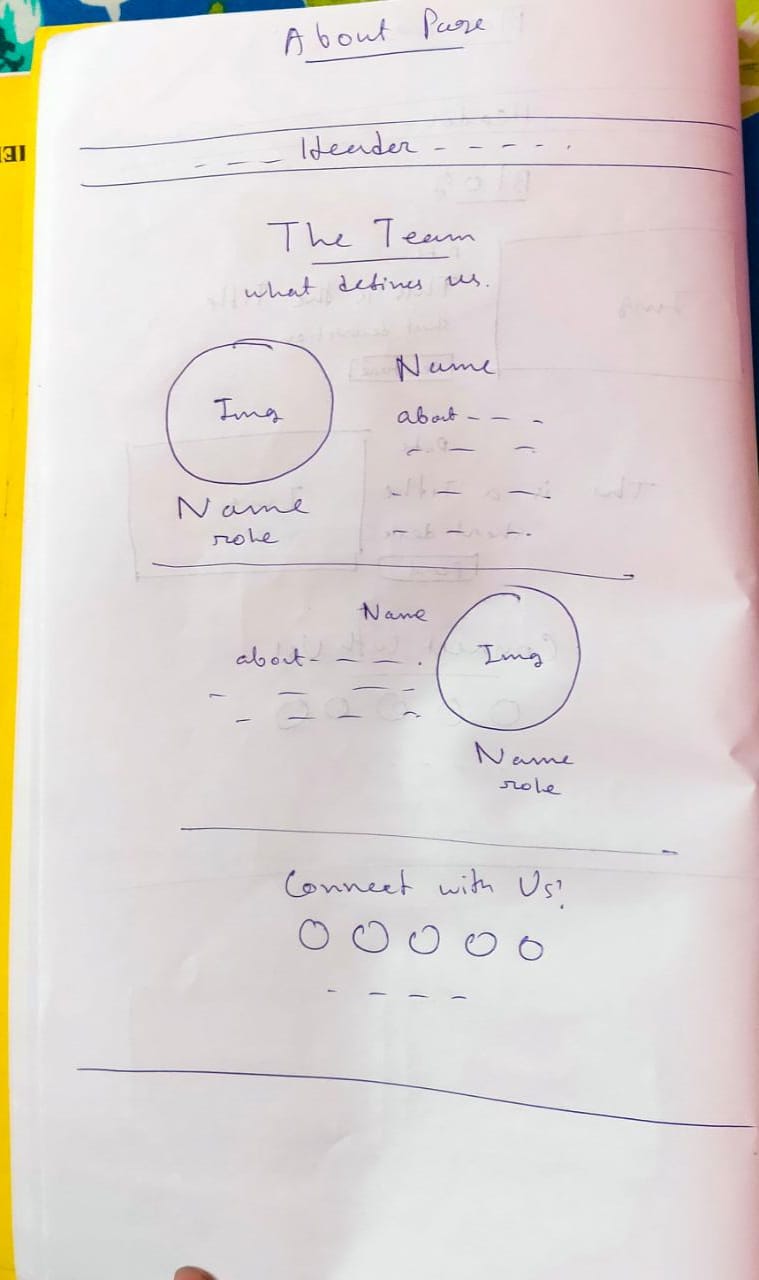 About Page
Header
The Team
what defines us.
Img
Name
role
Name
about
Name
about
Img
Name
role
Connect with Us!